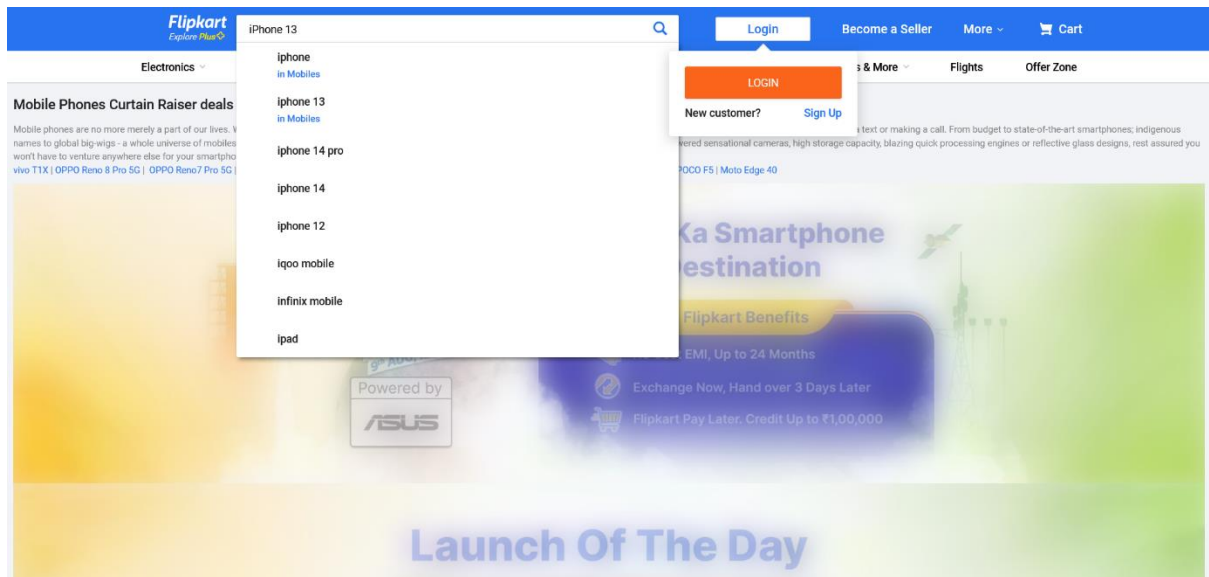 Flipkart
Explore Plus
iPhone 13
Login
Become a Seller
More
Cart
iphone
in Mobiles
iphone 13
in Mobiles
iphone 14 pro
iphone 14
iphone 12
iqoo mobile
infinix mobile
ipad
LOGIN
New customer? Sign Up
Electronics
& More
Flights
Offer Zone
Mobile Phones Curtain Raiser deals
Mobile phones are no more merely a part of our lives.
text or making a call. From budget to state-of-the-art smartphones; indigenous
names to global big-wigs - a whole universe of mobiles
sensational cameras, high storage capacity, blazing quick processing engines or reflective glass designs, rest assured you
won't have to venture anywhere else for your
vivo T1X | OPPO Reno 8 Pro 5G | OPPO Reno7 Pro 5G |
POCO F5 | Moto Edge 40
Ka Smartphone
Destination
Flipkart Benefits
EMI, Up to 24 Months
Exchange Now, Hand over 3 Days Later
Flipkart Pay Later. Credit Up to ₹1,00,000
Powered by
ASUS
Launch Of The Day